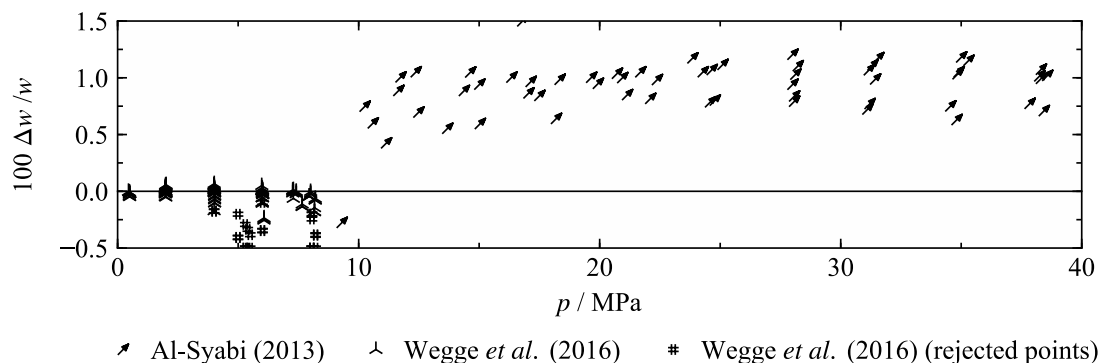 1.5
1.0
0.5
0.0
−0.5
100 Δw /w
0 10 20 30 40
p / MPa
Al-Syabi (2013) Wegge et al. (2016) Wegge et al. (2016) (rejected points)